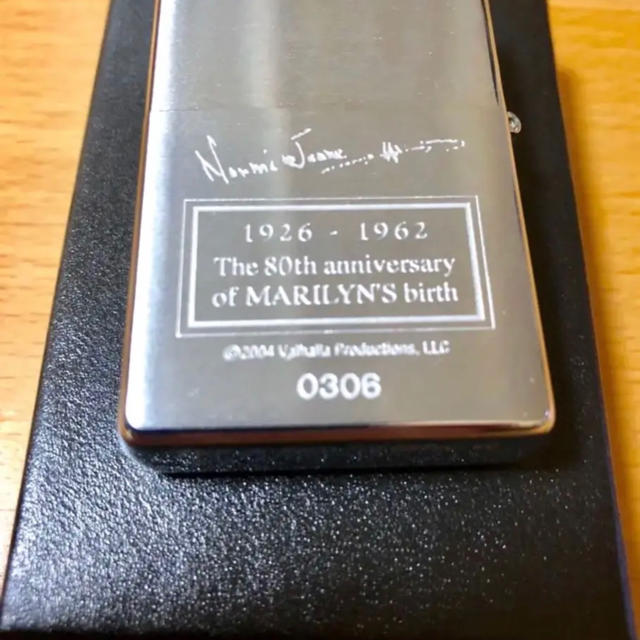 Norma Jeane
1926 - 1962
The 80th anniversary
of MARILYN'S birth
©2004 Valhalla Productions, LLC
0306